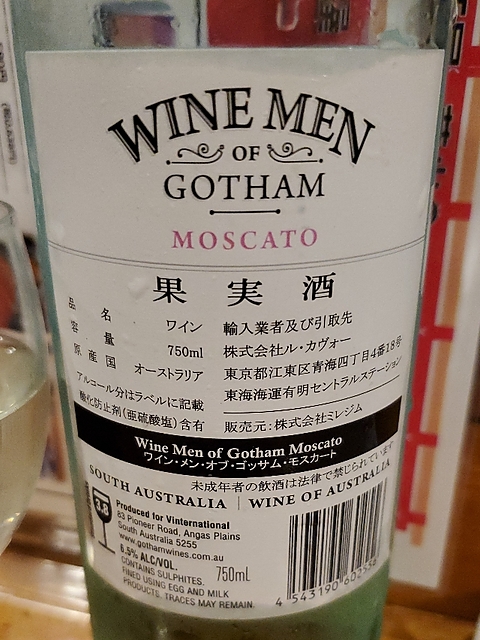 WINE MEN
OF
GOTHAM
MOSCATO
果実酒
品名 ワイン
容量 750ml
原産国 オーストラリア
アルコール分はラベルに記載
酸化防止剤(亜硫酸塩)含有
輸入業者及び引取先
株式会社ル・カヴォー
東京都江東区青海四丁目4番18号
東海海運有明セントラルステーション
販売元:株式会社ミレジム
Wine Men of Gotham Moscato
ワイン・メン・オブ・ゴッサム・モスカート
未成年者の飲酒は法律で禁じられています
SOUTH AUSTRALIA | WINE OF AUSTRALIA
3.8
Produced for Vinternational
83 Pioneer Road, Angas Plains
South Australia 5255
www.gothamwines.com.au
6.5% ALC/VOL.
CONTAINS SULPHITES.
FINED USING EGG AND MILK
PRODUCTS. TRACES MAY REMAIN.
750mL